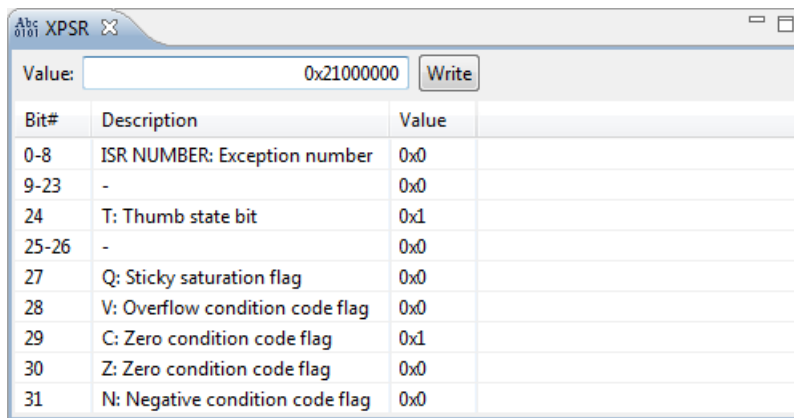 Abc 0101 XPSR
Value: 0x21000000 Write
Bit# Description Value
0-8 ISR NUMBER: Exception number 0x0
9-23 - 0x0
24 T: Thumb state bit 0x1
25-26 - 0x0
27 Q: Sticky saturation flag 0x0
28 V: Overflow condition code flag 0x0
29 C: Zero condition code flag 0x1
30 Z: Zero condition code flag 0x0
31 N: Negative condition code flag 0x0